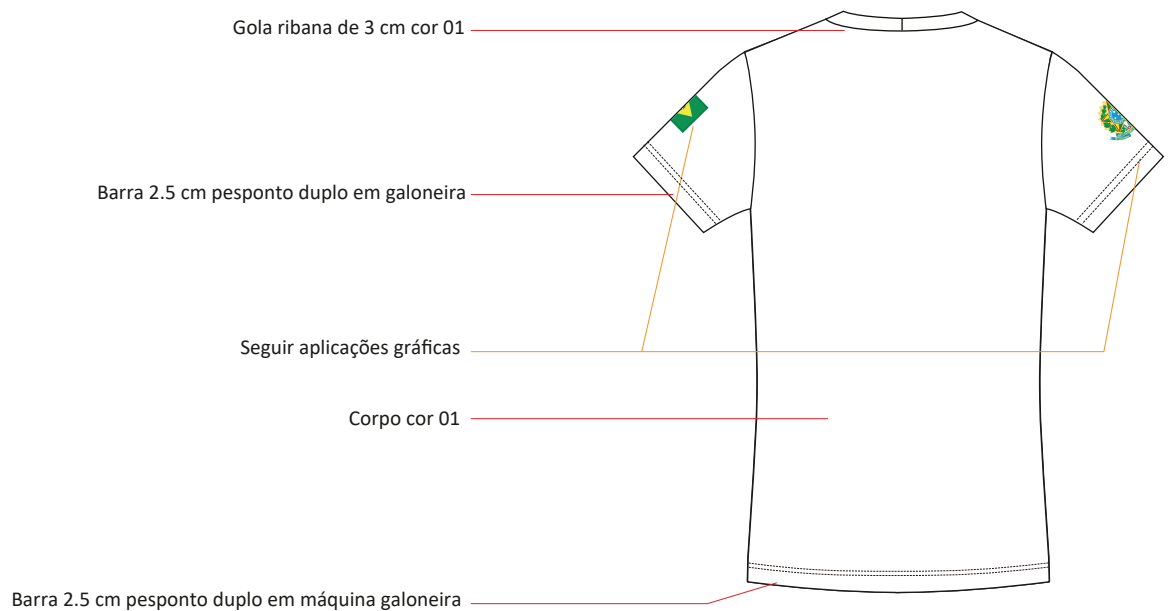 Gola ribana de 3 cm cor 01
Barra 2.5 cm pesponto duplo em galoneira
Seguir aplicações gráficas
Corpo cor 01
Barra 2.5 cm pesponto duplo em máquina galoneira